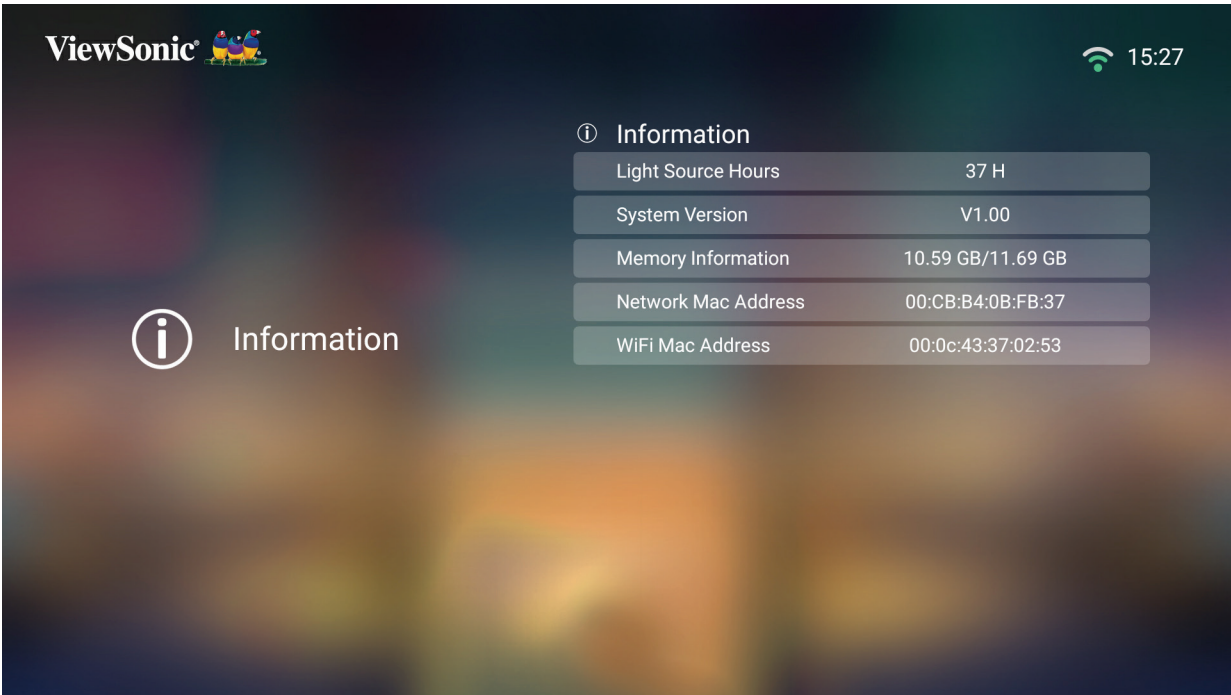 ViewSonic®
15:27
Information
Light Source Hours 37 H
System Version V1.00
Memory Information 10.59 GB/11.69 GB
Network Mac Address 00:CB:B4:0B:FB:37
WiFi Mac Address 00:0c:43:37:02:53
Information